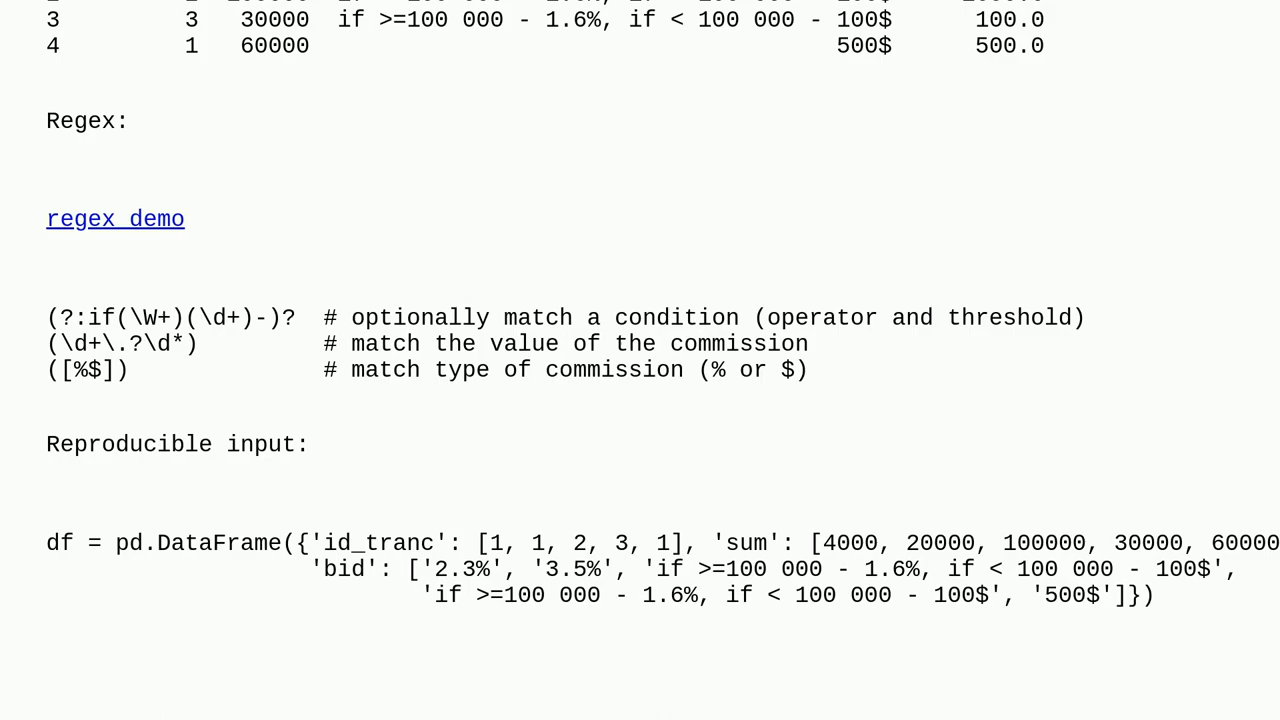 3         3   30000  if >=100 000 - 1.6%, if < 100 000 - 100$      100.0
4         1   60000                                      500$      500.0
Regex:
regex demo
(?:if(\W+)(\d+)-)?  # optionally match a condition (operator and threshold)
(\d+\.?\d*)         # match the value of the commission
([%$])              # match type of commission (% or $)
Reproducible input:
df = pd.DataFrame({'id_tranc': [1, 1, 2, 3, 1], 'sum': [4000, 20000, 100000, 30000, 60000
                   'bid': ['2.3%', '3.5%', 'if >=100 000 - 1.6%, if < 100 000 - 100$',
                           'if >=100 000 - 1.6%, if < 100 000 - 100$', '500$']})